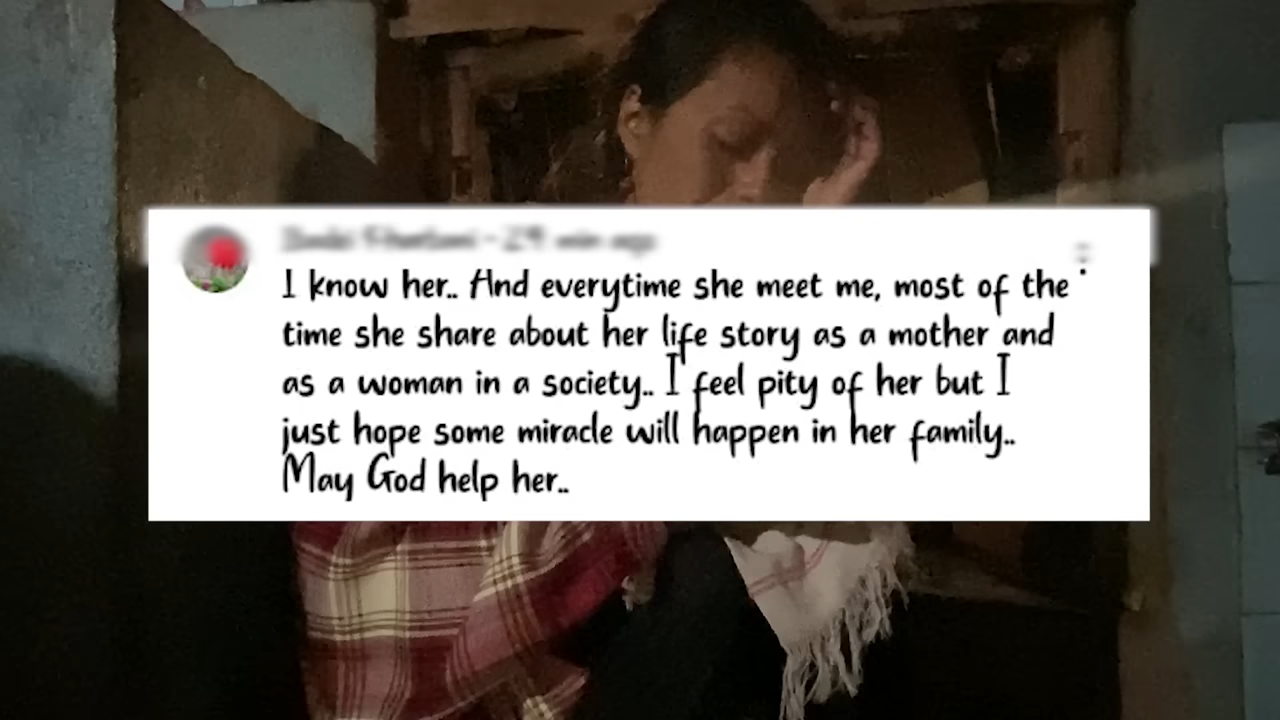 I know her.. And everytime she meet me, most of the
time she share about her life story as a mother and
as a woman in a society.. I feel pity of her but I
just hope some miracle will happen in her family..
May God help her..